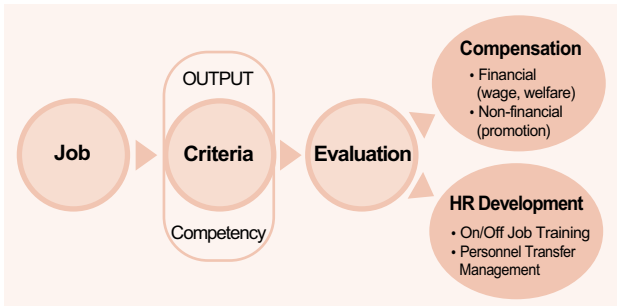 Job
OUTPUT
Criteria
Competency
Evaluation
Compensation
• Financial
(wage, welfare)
• Non-financial
(promotion)
HR Development
• On/Off Job Training
• Personnel Transfer
Management